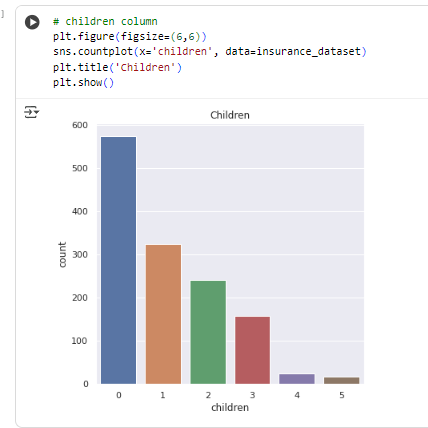 ]
# children column
plt.figure(figsize=(6,6))
sns.countplot(x='children', data=insurance_dataset)
plt.title('Children')
plt.show()
Children
600
500
400
300
200
100
0
count
0 1 2 3 4 5
children